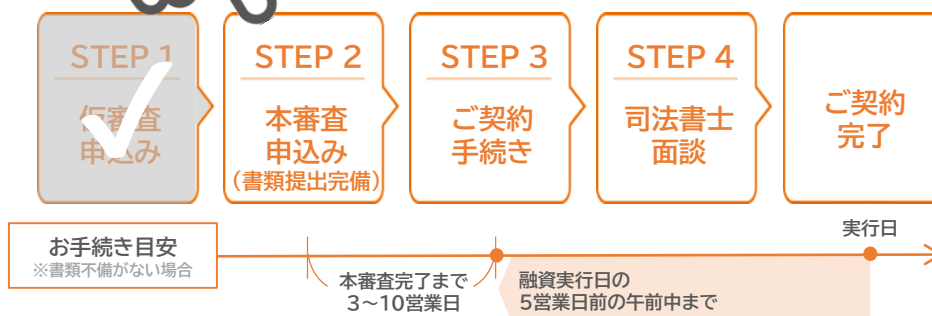 STEP 1
仮審査
申込み
STEP 2
本審査
申込み
(書類提出完備)
STEP 3
ご契約
手続き
STEP 4
司法書士
面談
ご契約
完了
お手続き目安
※書類不備がない場合
本審査完了まで
3～10営業日
融資実行日の
5営業日前の午前中まで
実行日